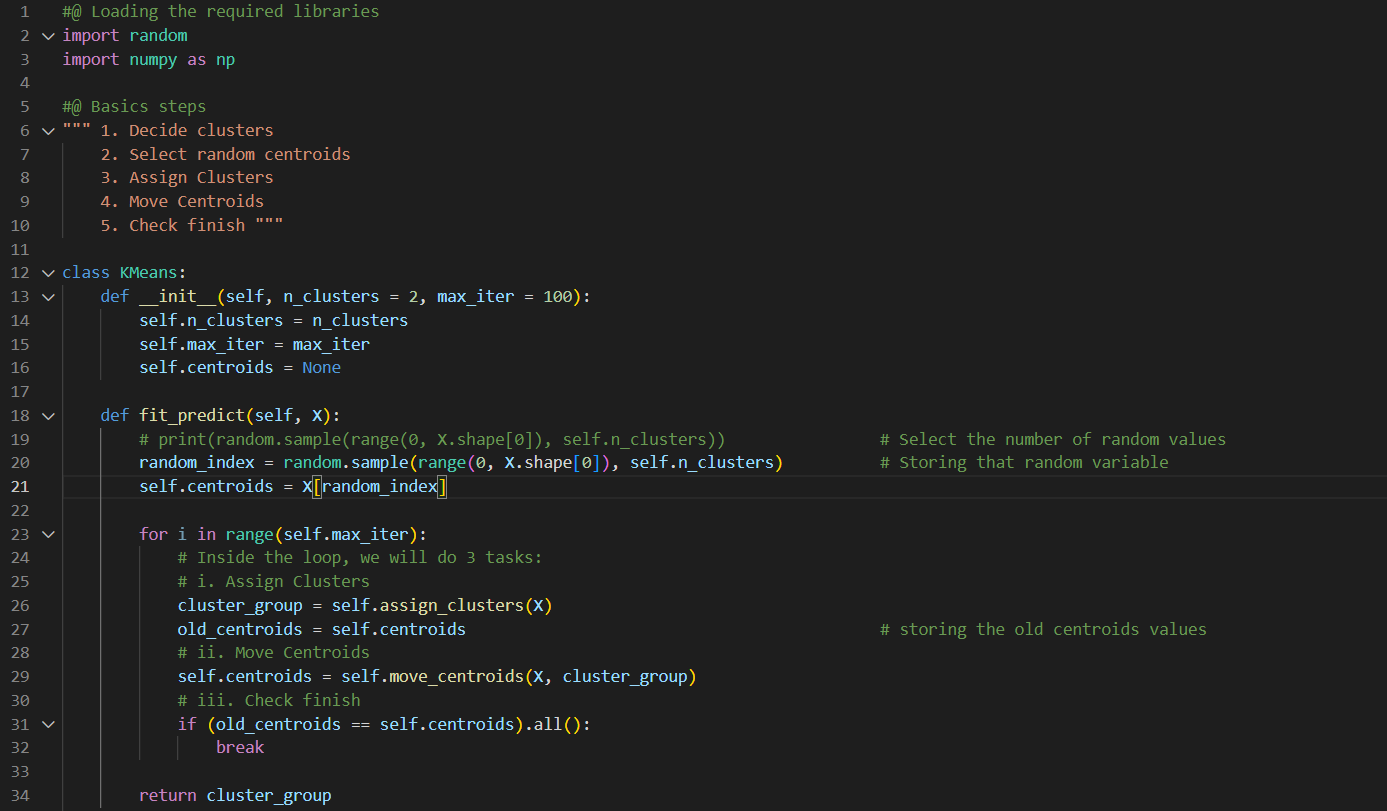 1 #@ Loading the required libraries
2 import random
3 import numpy as np
4
5 #@ Basics steps
6 """ 1. Decide clusters
7     2. Select random centroids
8     3. Assign Clusters
9     4. Move Centroids
10     5. Check finish """
11
12 class KMeans:
13     def __init__(self, n_clusters = 2, max_iter = 100):
14         self.n_clusters = n_clusters
15         self.max_iter = max_iter
16         self.centroids = None
17
18     def fit_predict(self, X):
19         # print(random.sample(range(0, X.shape[0]), self.n_clusters))                # Select the number of random values
20         random_index = random.sample(range(0, X.shape[0]), self.n_clusters)          # Storing that random variable
21         self.centroids = X[random_index]
22
23         for i in range(self.max_iter):
24             # Inside the loop, we will do 3 tasks:
25             # i. Assign Clusters
26             cluster_group = self.assign_clusters(X)
27             old_centroids = self.centroids                                           # storing the old centroids values
28             # ii. Move Centroids
29             self.centroids = self.move_centroids(X, cluster_group)
30             # iii. Check finish
31             if (old_centroids == self.centroids).all():
32                 break
33
34         return cluster_group